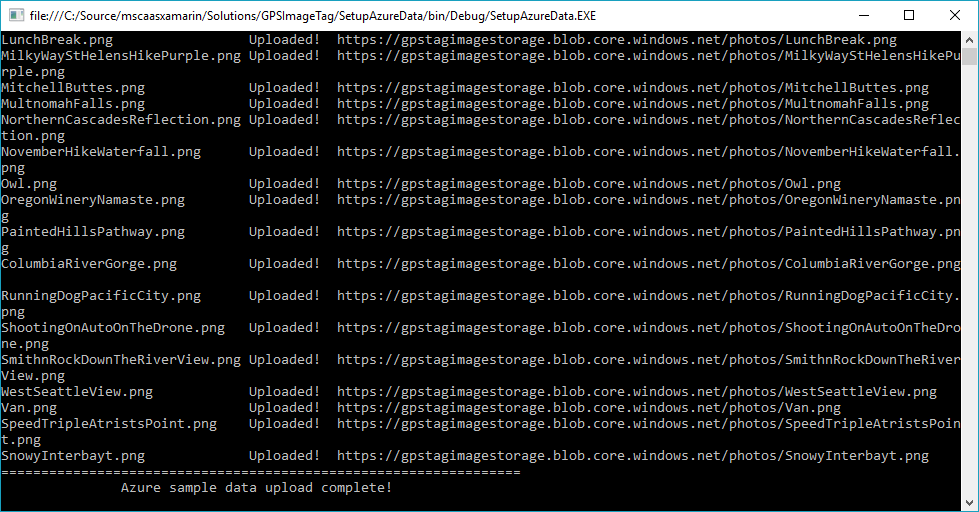 file:///C:/Source/mscaasxamarin/Solutions/GPSImageTag/SetupAzureData/bin/Debug/SetupAzureData.EXE
LunchBreak.png Uploaded! https://gpstagimagestorage.blob.core.windows.net/photos/LunchBreak.png
MilkyWayStHelensHikePurple.png Uploaded! https://gpstagimagestorage.blob.core.windows.net/photos/MilkyWayStHelensHikePu
rple.png
MitchellButtes.png Uploaded! https://gpstagimagestorage.blob.core.windows.net/photos/MitchellButtes.png
MultnomahFalls.png Uploaded! https://gpstagimagestorage.blob.core.windows.net/photos/MultnomahFalls.png
NorthernCascadesReflection.png Uploaded! https://gpstagimagestorage.blob.core.windows.net/photos/NorthernCascadesReflec
tion.png
NovemberHikeWaterfall.png Uploaded! https://gpstagimagestorage.blob.core.windows.net/photos/NovemberHikeWaterfall.
png
Owl.png Uploaded! https://gpstagimagestorage.blob.core.windows.net/photos/Owl.png
OregonWineryNamaste.png Uploaded! https://gpstagimagestorage.blob.core.windows.net/photos/OregonWineryNamaste.pn
g
PaintedHillsPathway.png Uploaded! https://gpstagimagestorage.blob.core.windows.net/photos/PaintedHillsPathway.pn
g
ColumbiaRiverGorge.png Uploaded! https://gpstagimagestorage.blob.core.windows.net/photos/ColumbiaRiverGorge.png
RunningDogPacificCity.png Uploaded! https://gpstagimagestorage.blob.core.windows.net/photos/RunningDogPacificCity.
png
ShootingOnAutoOnTheDrone.png Uploaded! https://gpstagimagestorage.blob.core.windows.net/photos/ShootingOnAutoOnTheDro
ne.png
SmithnRockDownTheRiverView.png Uploaded! https://gpstagimagestorage.blob.core.windows.net/photos/SmithnRockDownTheRiver
View.png
WestSeattleView.png Uploaded! https://gpstagimagestorage.blob.core.windows.net/photos/WestSeattleView.png
Van.png Uploaded! https://gpstagimagestorage.blob.core.windows.net/photos/Van.png
SpeedTripleAtristsPoint.png Uploaded! https://gpstagimagestorage.blob.core.windows.net/photos/SpeedTripleAtristsPoin
t.png
SnowyInterbayt.png Uploaded! https://gpstagimagestorage.blob.core.windows.net/photos/SnowyInterbayt.png
=================================================================
Azure sample data upload complete!